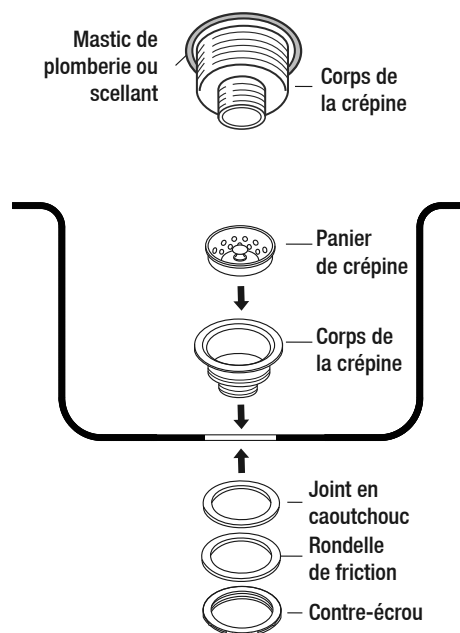 Mastic de
plomberie ou
scellant
Corps de
la crépine
Panier
de crépine
Corps de
la crépine
Joint en
caoutchouc
Rondelle
de friction
Contre-écrou